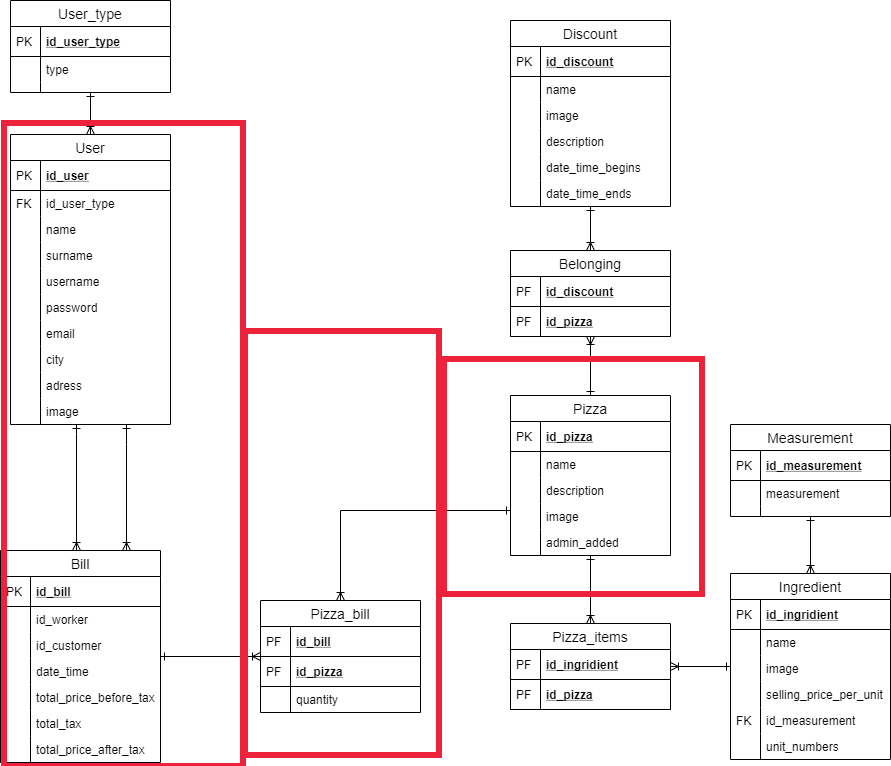 User_type
PK id_user_type
type
User
PK id_user
FK id_user_type
name
surname
username
password
email
city
adress
image
Bill
PK id_bill
id_worker
id_customer
date_time
total_price_before_tax
total_tax
total_price_after_tax
Pizza_bill
PF id_bill
PF id_pizza
quantity
Discount
PK id_discount
name
image
description
date_time_begins
date_time_ends
Belonging
PF id_discount
PF id_pizza
Pizza
PK id_pizza
name
description
image
admin_added
Pizza_items
PF id_ingridient
PF id_pizza
Measurement
PK id_measurement
measurement
Ingredient
PK id_ingridient
name
image
selling_price_per_unit
FK id_measurement
unit_numbers